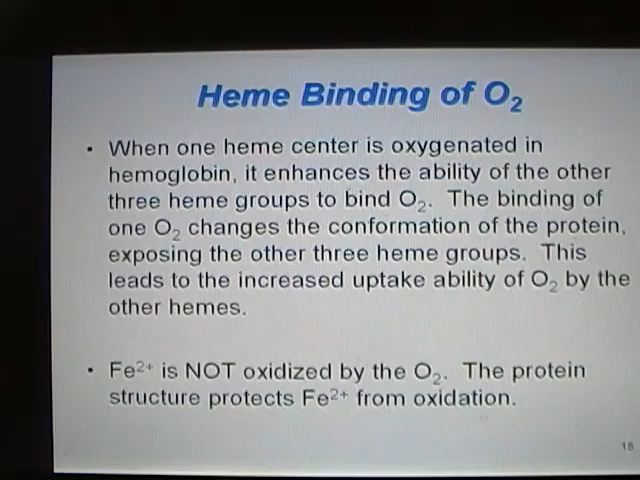 Heme Binding of O₂
• When one heme center is oxygenated in
hemoglobin, it enhances the ability of the other
three heme groups to bind O₂. The binding of
one O₂ changes the conformation of the protein,
exposing the other three heme groups. This
leads to the increased uptake ability of O₂ by the
other hemes.
• Fe²⁺ is NOT oxidized by the O₂. The protein
structure protects Fe²⁺ from oxidation.
18